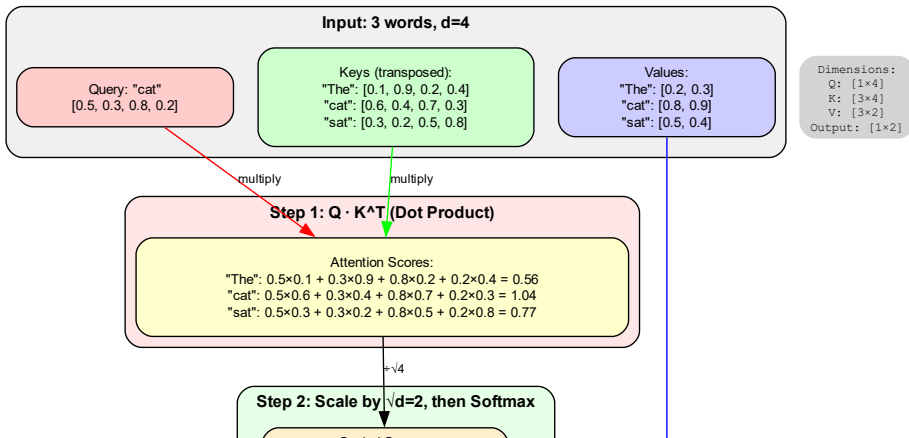 Input: 3 words, d=4
Query: "cat"
[0.5, 0.3, 0.8, 0.2]
Keys (transposed):
"The": [0.1, 0.9, 0.2, 0.4]
"cat": [0.6, 0.4, 0.7, 0.3]
"sat": [0.3, 0.2, 0.5, 0.8]
Values:
"The": [0.2, 0.3]
"cat": [0.8, 0.9]
"sat": [0.5, 0.4]
Dimensions:
Q: [1×4]
K: [3×4]
V: [3×2]
Output: [1×2]
multiply
multiply
Step 1: Q · K^T (Dot Product)
Attention Scores:
"The": 0.5×0.1 + 0.3×0.9 + 0.8×0.2 + 0.2×0.4 = 0.56
"cat": 0.5×0.6 + 0.3×0.4 + 0.8×0.7 + 0.2×0.3 = 1.04
"sat": 0.5×0.3 + 0.3×0.2 + 0.8×0.5 + 0.2×0.8 = 0.77
÷√4
Step 2: Scale by √d=2, then Softmax